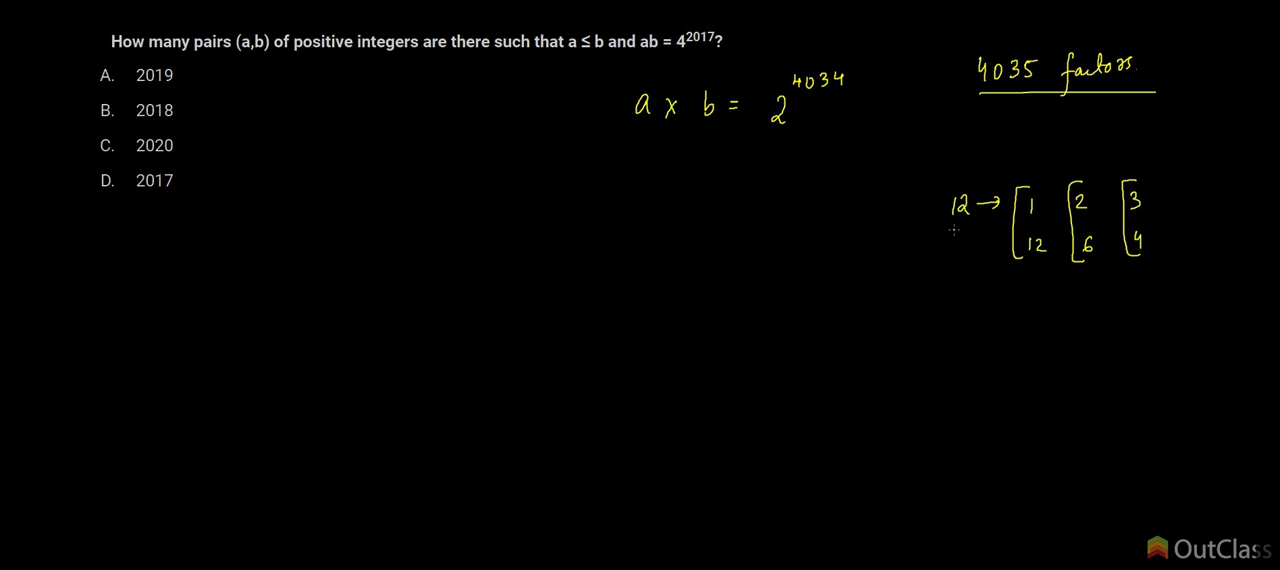 How many pairs (a,b) of positive integers are there such that a ≤ b and ab = 4^2017?
A. 2019
B. 2018
C. 2020
D. 2017
a × b = 2^4034
4035 factors.
12 → [1 [2 [3
12 6 4
OutClass